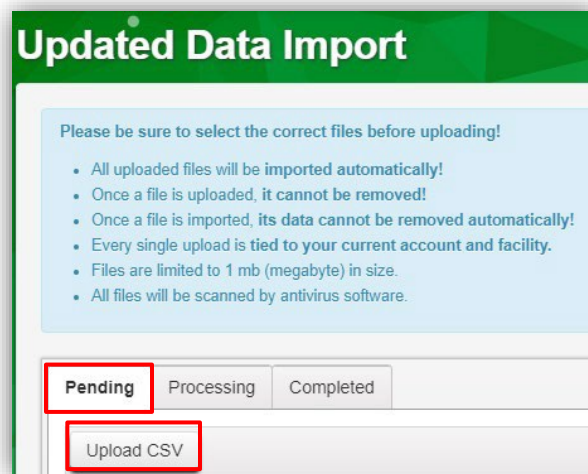 Updated Data Import
Please be sure to select the correct files before uploading!
All uploaded files will be imported automatically!
Once a file is uploaded, it cannot be removed!
Once a file is imported, its data cannot be removed automatically!
Every single upload is tied to your current account and facility.
Files are limited to 1 mb (megabyte) in size.
All files will be scanned by antivirus software.
Pending Processing Completed
Upload CSV